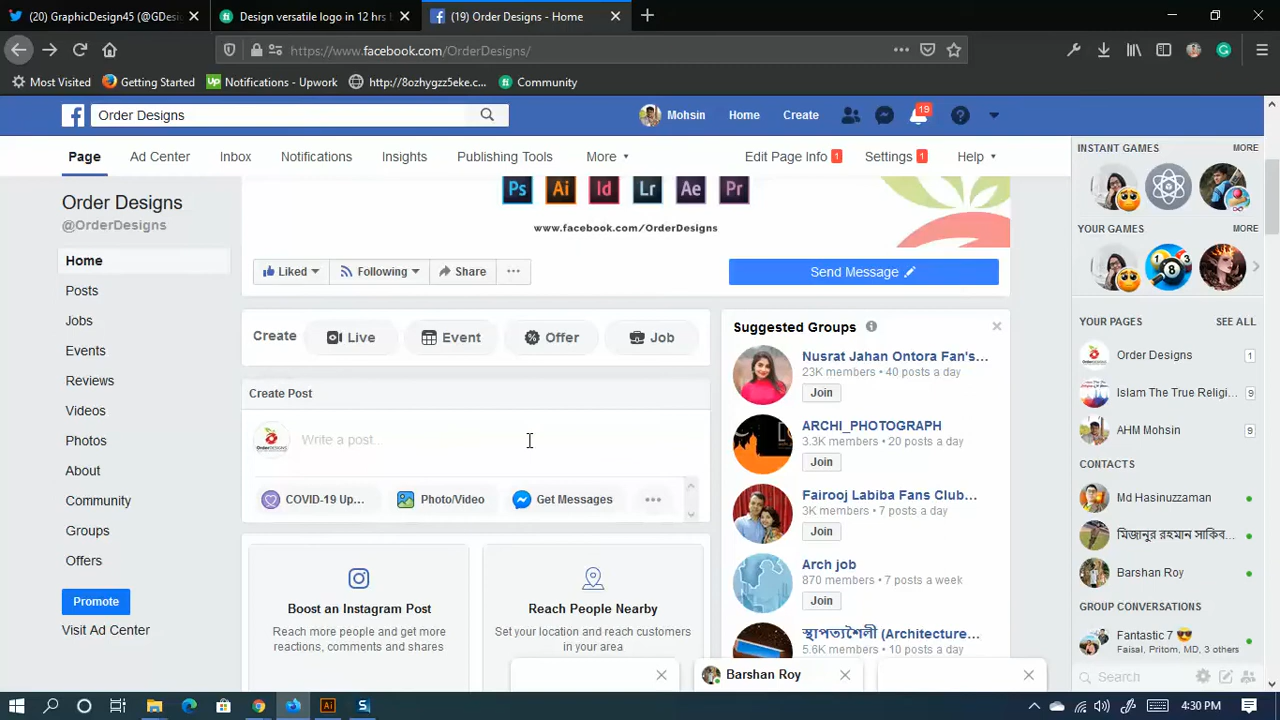 (20) GraphicDesign45 (@GDesi
Design versatile logo in 12 hrs
(19) Order Designs - Home
https://www.facebook.com/OrderDesigns/
Most Visited
Getting Started
Notifications - Upwork
http://8ozhygzz5eke.c...
Community
Order Designs
Mohsin
Home
Create
19
Page
Ad Center
Inbox
Notifications
Insights
Publishing Tools
More
Edit Page Info 1
Settings 1
Help
Order Designs
@OrderDesigns
Home
Posts
Jobs
Events
Reviews
Videos
Photos
About
Community
Groups
Offers
Promote
Visit Ad Center
Ps Ai Id Lr Ae Pr
www.facebook.com/OrderDesigns
Liked
Following
Share
Send Message
Create
Live
Event
Offer
Job
Create Post
Write a post...
COVID-19 Up...
Photo/Video
Get Messages
Boost an Instagram Post
Reach more people and get more
reactions, comments and shares
Reach People Nearby
Set your location and reach customers
in your area
Suggested Groups
Nusrat Jahan Ontora Fan's...
23K members • 40 posts a day
Join
ARCHI_PHOTOGRAPH
3.3K members • 20 posts a day
Join
Fairooj Labiba Fans Club...
3K members • 7 posts a day
Join
Arch job
870 members • 7 posts a week
Join
স্থাপত্যশৈলী (Architecture...
5.6K members • 10 posts a day
INSTANT GAMES
MORE
YOUR GAMES
MORE
YOUR PAGES
SEE ALL
Order Designs 1
Islam The True Religi... 9
AHM Mohsin 9
CONTACTS
Md Hasinuzzaman
মিজানুর রহমান সাকিব...
Barshan Roy
GROUP CONVERSATIONS
Fantastic 7
Faisal, Pritom, MD, 3 others
Search
Barshan Roy
4:30 PM